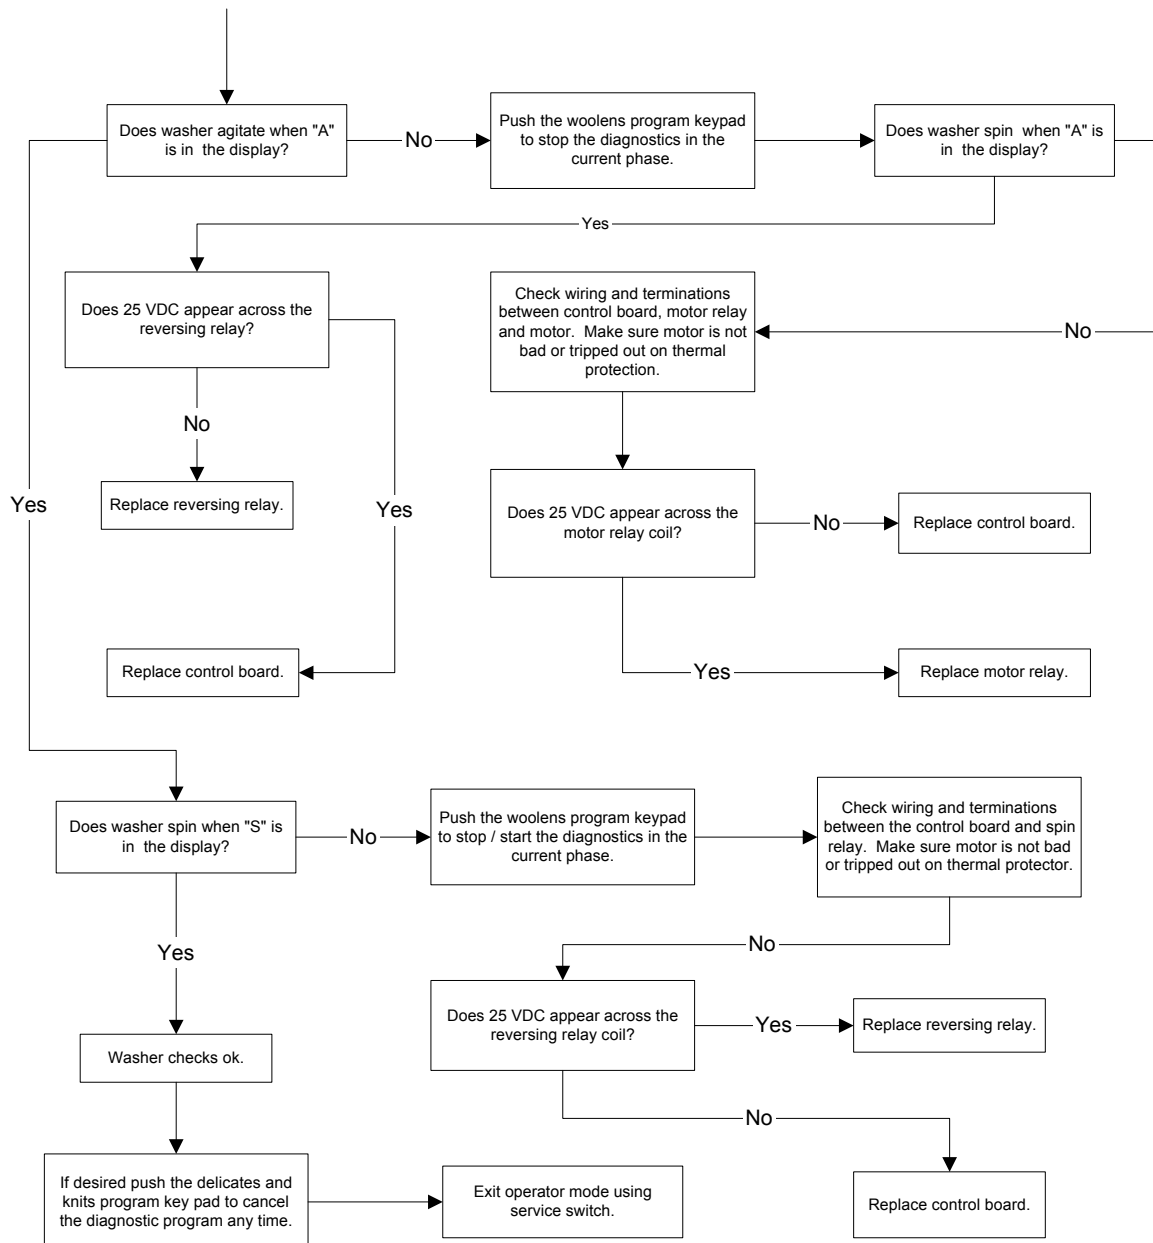 Does washer agitate when "A"
is in the display?
No
Push the woolens program keypad
to stop the diagnostics in the
current phase.
Does washer spin when "A" is
in the display?
Yes
Does 25 VDC appear across the
reversing relay?
Check wiring and terminations
between control board, motor relay
and motor. Make sure motor is not
bad or tripped out on thermal
protection.
No
No
Yes
Replace reversing relay.
Yes
Does 25 VDC appear across the
motor relay coil?
No
Replace control board.
Replace control board.
Yes
Replace motor relay.
Does washer spin when "S" is
in the display?
No
Push the woolens program keypad
to stop / start the diagnostics in the
current phase.
Check wiring and terminations
between the control board and spin
relay. Make sure motor is not bad
or tripped out on thermal protector.
Yes
No
Does 25 VDC appear across the
reversing relay coil?
Yes
Replace reversing relay.
Washer checks ok.
No
If desired push the delicates and
knits program key pad to cancel
the diagnostic program any time.
Exit operator mode using
service switch.
Replace control board.